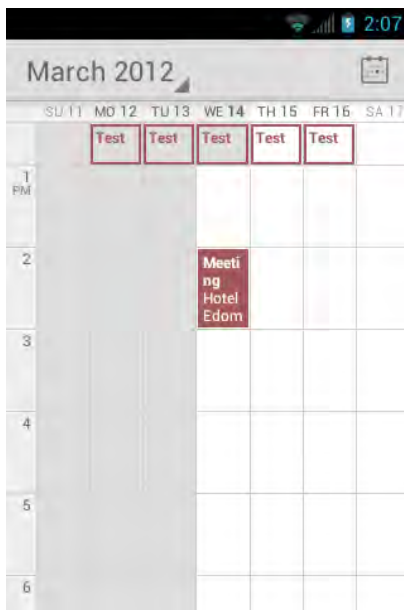 2:07
March 2012
SU 11 MO 12 TU 13 WE 14 TH 15 FR 16 SA 17
Test Test Test Test Test
1
PM
2
Meeti
ng
Hotel
Edom
3
4
5
6